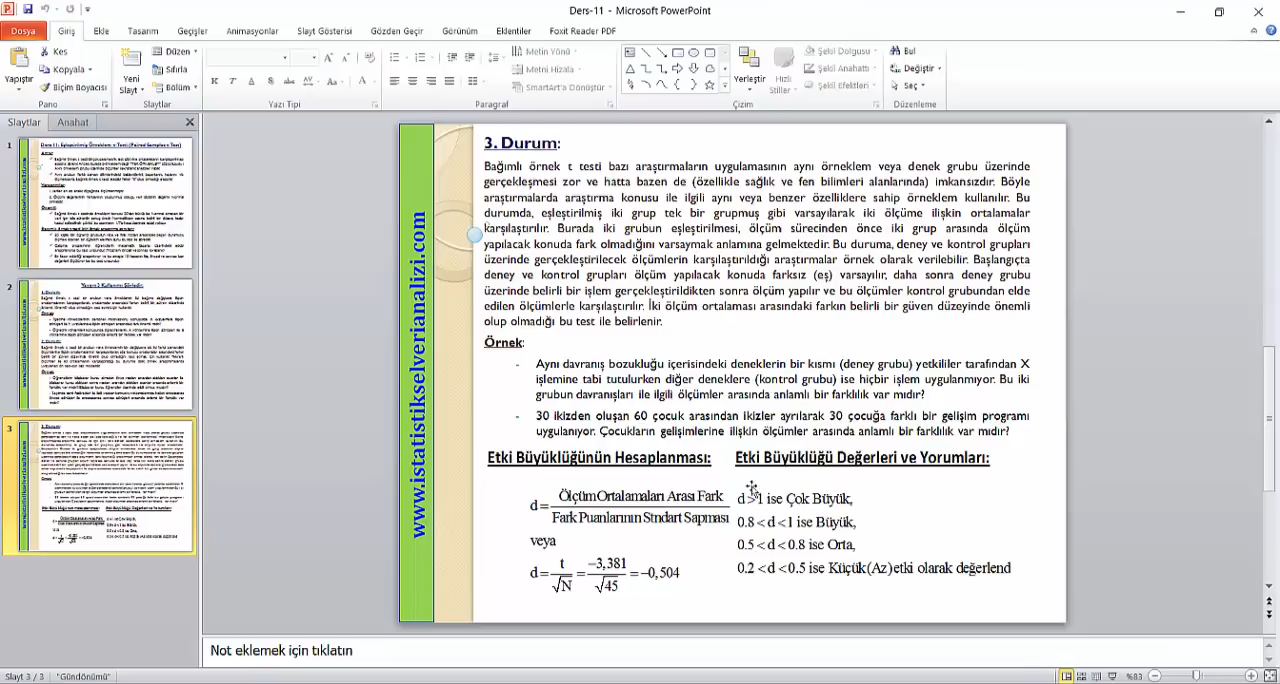 Ders-11 - Microsoft PowerPoint
Dosya Giriş Ekle Tasarım Geçişler Animasyonlar Slayt Gösterisi Gözden Geçir Görünüm Eklentiler Foxit Reader PDF
Yapıştır
Kes
Kopyala
Biçim Boyacısı
Pano
Yeni
Slayt
Düzen
Sıfırla
Bölüm
Slaytlar
K T A S abc AV Aa A
Yazı Tipi
Metin Yönü
Metni Hizala
SmartArt'a Dönüştür
Paragraf
Yerleştir
Hızlı
Stiller
Şekil Dolgusu
Şekil Anahattı
Şekil Efektleri
Çizim
Bul
Değiştir
Seç
Düzenleme
Slaytlar Anahat
1
2
3
www.istatistikselverianalizi.com
3. Durum:
Bağımlı örnek t testi bazı araştırmaların uygulamasının aynı örneklem veya denek grubu üzerinde
gerçekleşmesi zor ve hatta bazen de (özellikle sağlık ve fen bilimleri alanlarında) imkansızdır. Böyle
araştırmalarda araştırma konusu ile ilgili aynı veya benzer özelliklere sahip örneklem kullanılır. Bu
durumda, eşleştirilmiş iki grup tek bir grupmuş gibi varsayılarak iki ölçüme ilişkin ortalamalar
karşılaştırılır. Burada iki grubun eşleştirilmesi, ölçüm sürecinden önce iki grup arasında ölçüm
yapılacak konuda fark olmadığını varsaymak anlamına gelmektedir. Bu duruma, deney ve kontrol grupları
üzerinde gerçekleştirilecek ölçümlerin karşılaştırıldığı araştırmalar örnek olarak verilebilir. Başlangıçta
deney ve kontrol grupları ölçüm yapılacak konuda farksız (eş) varsayılır, daha sonra deney grubu
üzerinde belirli bir işlem gerçekleştirildikten sonra ölçüm yapılır ve bu ölçümler kontrol grubundan elde
edilen ölçümlerle karşılaştırılır. İki ölçüm ortalaması arasındaki farkın belirli bir güven düzeyinde önemli
olup olmadığı bu test ile belirlenir.
Örnek:
- Aynı davranış bozukluğu içerisindeki deneklerin bir kısmı (deney grubu) yetkililer tarafından X
işlemine tabi tutulurken diğer deneklere (kontrol grubu) ise hiçbir işlem uygulanmıyor. Bu iki
grubun davranışları ile ilgili ölçümler arasında anlamlı bir farklılık var mıdır?
- 30 ikizden oluşan 60 çocuk arasından ikizler ayrılarak 30 çocuğa farklı bir gelişim programı
uygulanıyor. Çocukların gelişimlerine ilişkin ölçümler arasında anlamlı bir farklılık var mıdır?
Etki Büyüklüğünün Hesaplanması: Etki Büyüklüğü Değerleri ve Yorumları:
d = Ölçüm Ortalamaları Arası Fark / Fark Puanlarının Stndart Sapması
veya
d = t / √N = −3,381 / √45 = −0,504
d > 1 ise Çok Büyük,
0.8 < d < 1 ise Büyük,
0.5 < d < 0.8 ise Orta,
0.2 < d < 0.5 ise Küçük (Az) etki olarak değerlend
Not eklemek için tıklatın
Slayt 3 / 3 "Gündönümü" %83